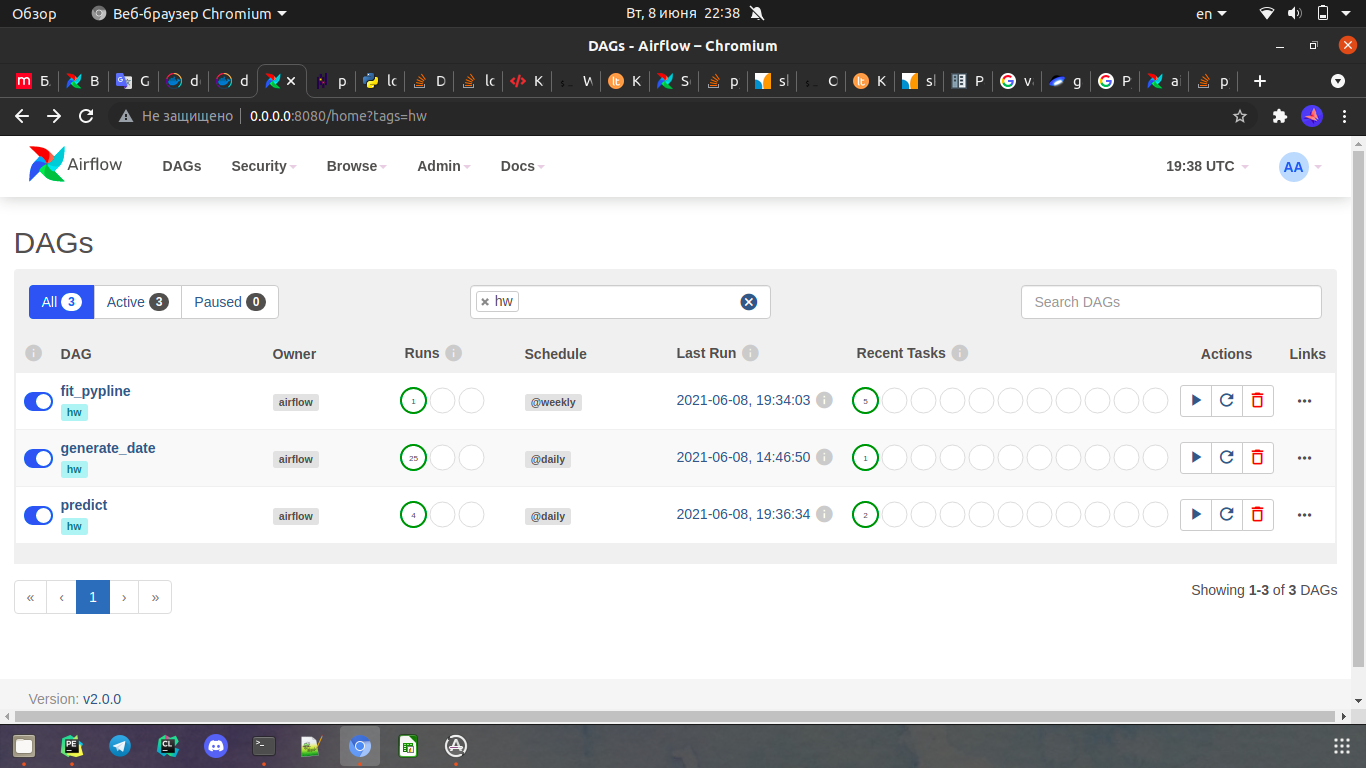 Обзор Веб-браузер Chromium Вт, 8 июня 22:38 en
DAGs - Airflow – Chromium
Не защищено 0.0.0.0:8080/home?tags=hw
Airflow DAGs Security Browse Admin Docs 19:38 UTC AA
DAGs
All 3 Active 3 Paused 0 hw Search DAGs
DAG Owner Runs Schedule Last Run Recent Tasks Actions Links
fit_pypline airflow 1 @weekly 2021-06-08, 19:34:03 5
hw
generate_date airflow 25 @daily 2021-06-08, 14:46:50 1
hw
predict airflow 4 @daily 2021-06-08, 19:36:34 2
hw
« ‹ 1 › » Showing 1-3 of 3 DAGs
Version: v2.0.0